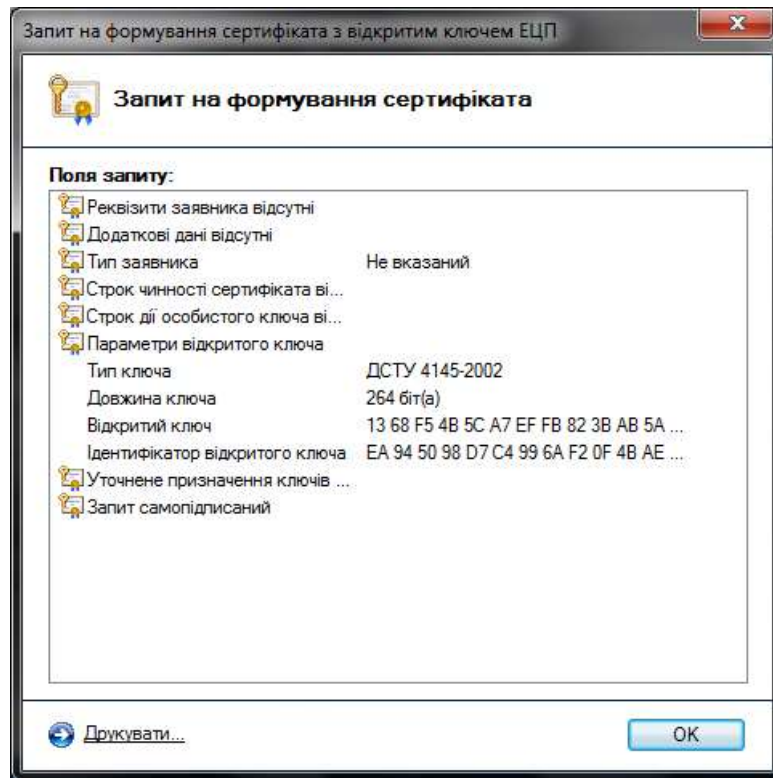 Запит на формування сертифіката з відкритим ключем ЕЦП
Запит на формування сертифіката
Поля запиту:
Реквізити заявника відсутні
Додаткові дані відсутні
Тип заявника Не вказаний
Строк чинності сертифіката ві...
Строк дії особистого ключа ві...
Параметри відкритого ключа
Тип ключа ДСТУ 4145-2002
Довжина ключа 264 біт(а)
Відкритий ключ 13 68 F5 4B 5C A7 EF FB 82 3B AB 5A ...
Ідентифікатор відкритого ключа EA 94 50 98 D7 C4 99 6A F2 0F 4B AE ...
Уточнене призначення ключів ...
Запит самопідписаний
Друкувати...
OK